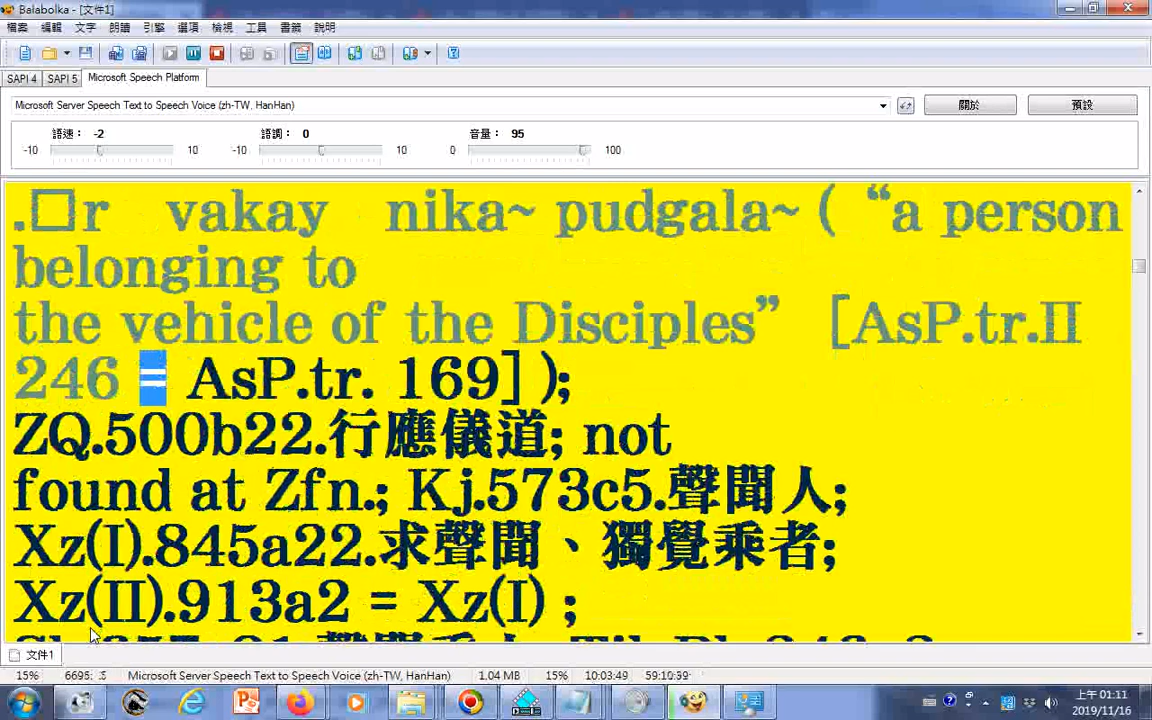 Balabolka - [文件1]
檔案 編輯 文字 朗讀 引擎 選項 檢視 工具 書籤 說明
SAPI 4 SAPI 5 Microsoft Speech Platform
Microsoft Server Speech Text to Speech Voice (zh-TW, HanHan) 關於 預設
語速： -2 語調： 0 音量： 95
-10 10 -10 10 0 100
.□r vakay nika~ pudgala~ ( “a person
belonging to
the vehicle of the Disciples” [AsP.tr.II
246 = AsP.tr. 169] );
ZQ.500b22.行應儀道; not
found at Zfn.; Kj.573c5.聲聞人;
Xz(I).845a22.求聲聞、獨覺乘者;
Xz(II).913a2 = Xz(I) ;
文件1
15% Microsoft Server Speech Text to Speech Voice (zh-TW, HanHan) 1.04 MB 15% 10:03:49 59:10:39
上午 01:11
2019/11/16